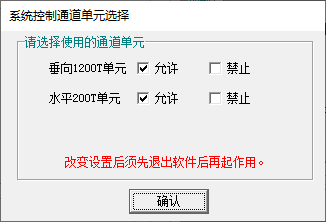 系统控制通道单元选择
请选择使用的通道单元
垂向1200T单元 允许 禁止
水平200T单元 允许 禁止
改变设置后须先退出软件后再起作用。
确认